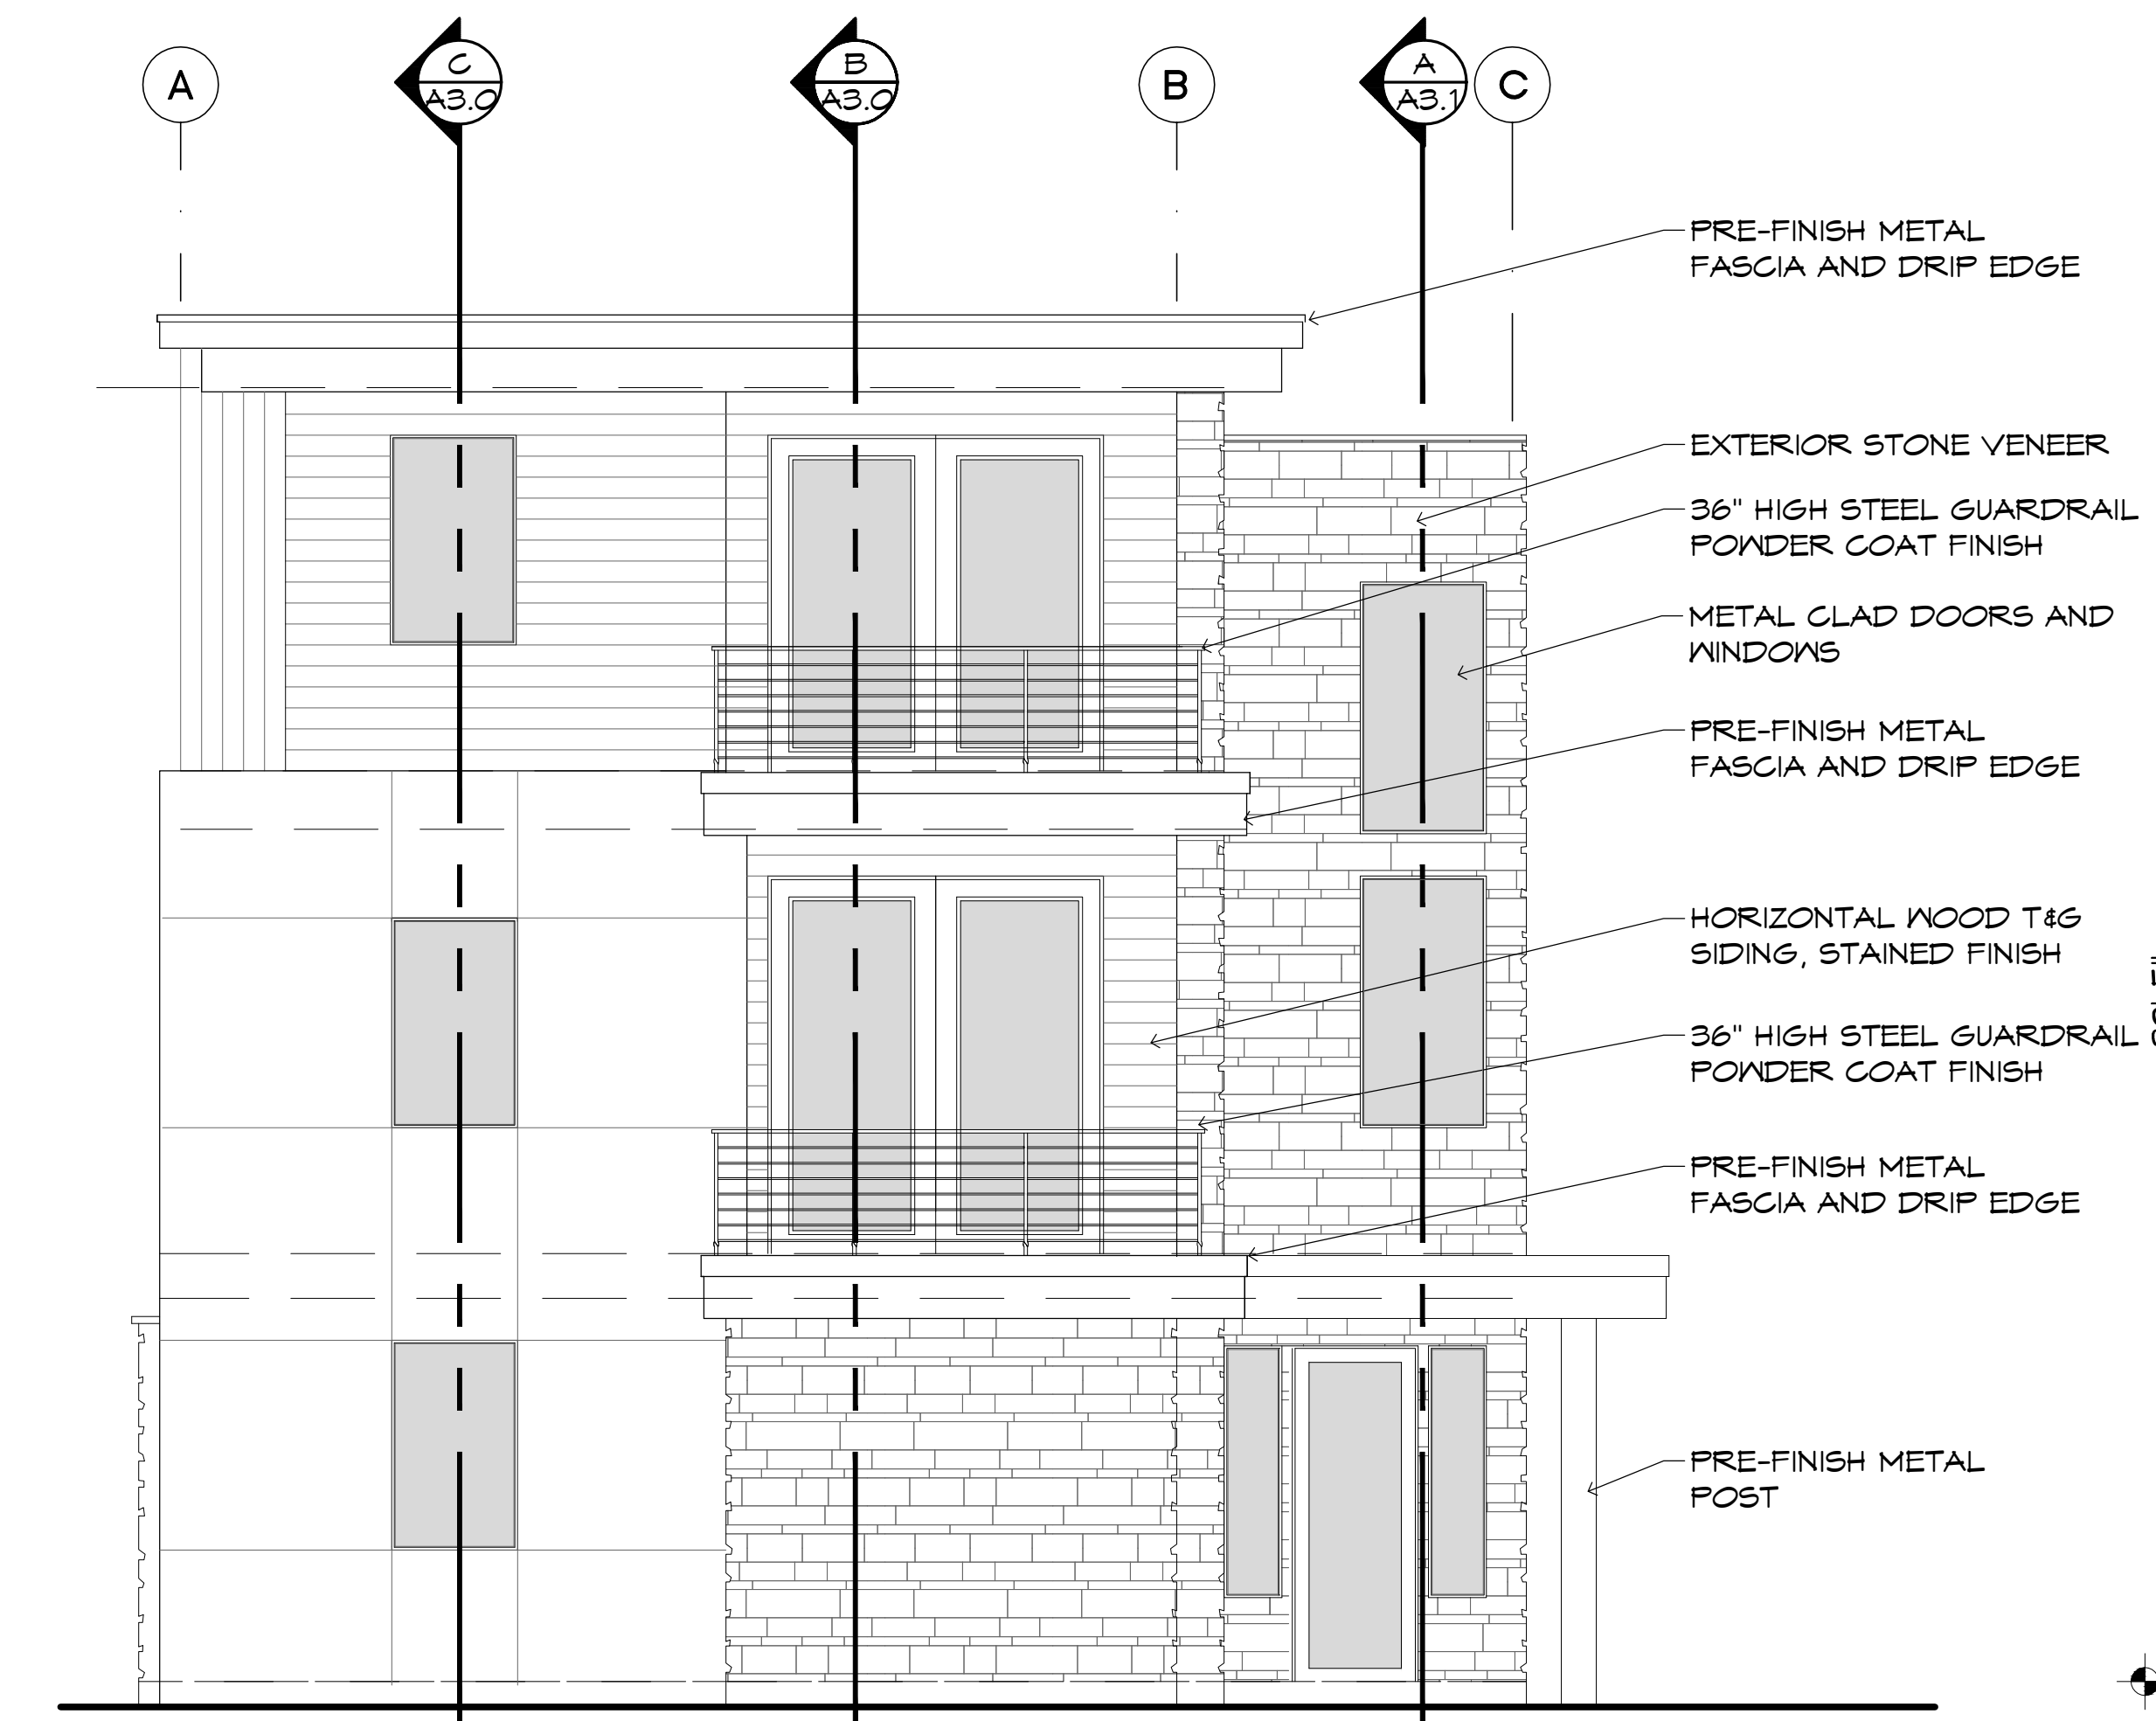 A
C
A3.0
B
A3.0
B
A
A3.1
C
PRE-FINISH METAL
FASCIA AND DRIP EDGE
EXTERIOR STONE VENEER
36" HIGH STEEL GUARDRAIL
POWDER COAT FINISH
METAL CLAD DOORS AND
WINDOWS
PRE-FINISH METAL
FASCIA AND DRIP EDGE
HORIZONTAL WOOD T&G
SIDING, STAINED FINISH
36" HIGH STEEL GUARDRAIL
POWDER COAT FINISH
PRE-FINISH METAL
FASCIA AND DRIP EDGE
PRE-FINISH METAL
POST